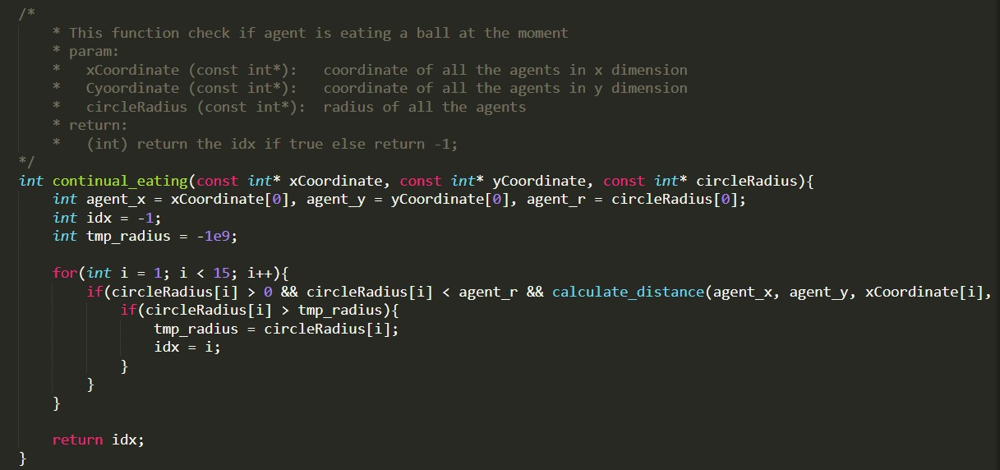 /*
* This function check if agent is eating a ball at the moment
* param:
*   xCoordinate (const int*):   coordinate of all the agents in x dimension
*   Cyoordinate (const int*):   coordinate of all the agents in y dimension
*   circleRadius (const int*):  radius of all the agents
* return:
*   (int) return the idx if true else return -1;
*/
int continual_eating(const int* xCoordinate, const int* yCoordinate, const int* circleRadius){
    int agent_x = xCoordinate[0], agent_y = yCoordinate[0], agent_r = circleRadius[0];
    int idx = -1;
    int tmp_radius = -1e9;
    for(int i = 1; i < 15; i++){
        if(circleRadius[i] > 0 && circleRadius[i] < agent_r && calculate_distance(agent_x, agent_y, xCoordinate[i],
            if(circleRadius[i] > tmp_radius){
                tmp_radius = circleRadius[i];
                idx = i;
            }
        }
    }
    return idx;
}